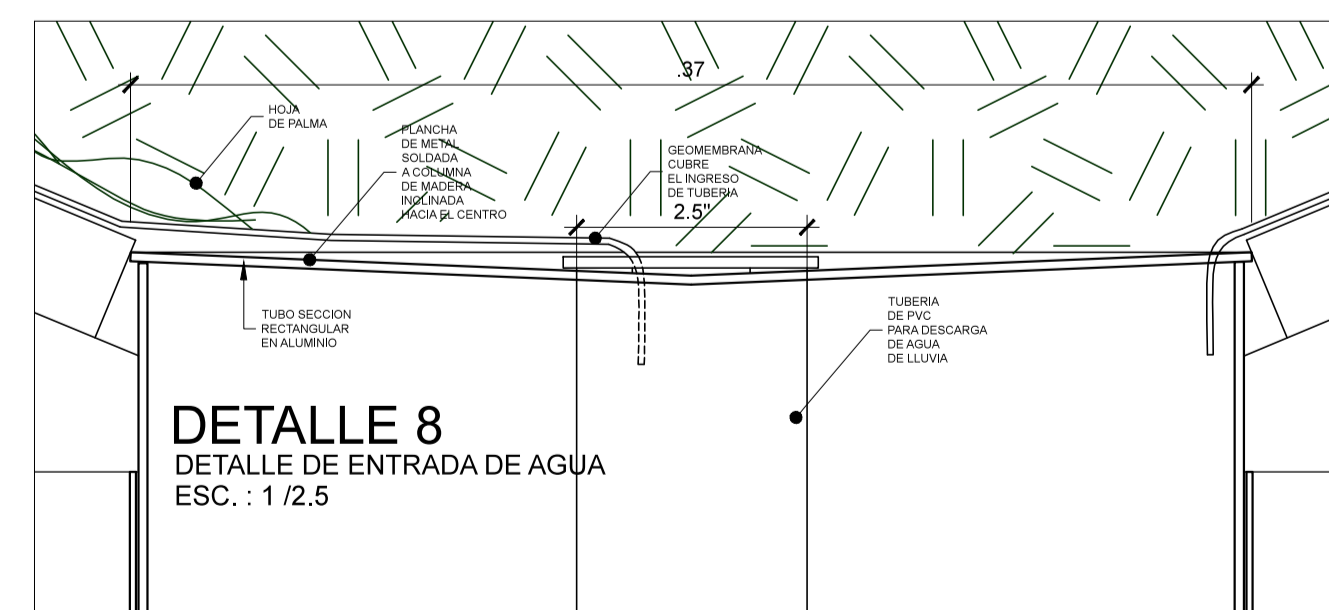 .37
HOJA
DE PALMA
PLANCHA
DE METAL
SOLDADA
A COLUMNA
DE MADERA
INCLINADA
HACIA EL CENTRO
GEOMEMBRANA
CUBRE
EL INGRESO
DE TUBERIA
2.5"
TUBO SECCION
RECTANGULAR
EN ALUMINIO
TUBERIA
DE PVC
PARA DESCARGA
DE AGUA
DE LLUVIA
DETALLE 8
DETALLE DE ENTRADA DE AGUA
ESC. : 1 /2.5